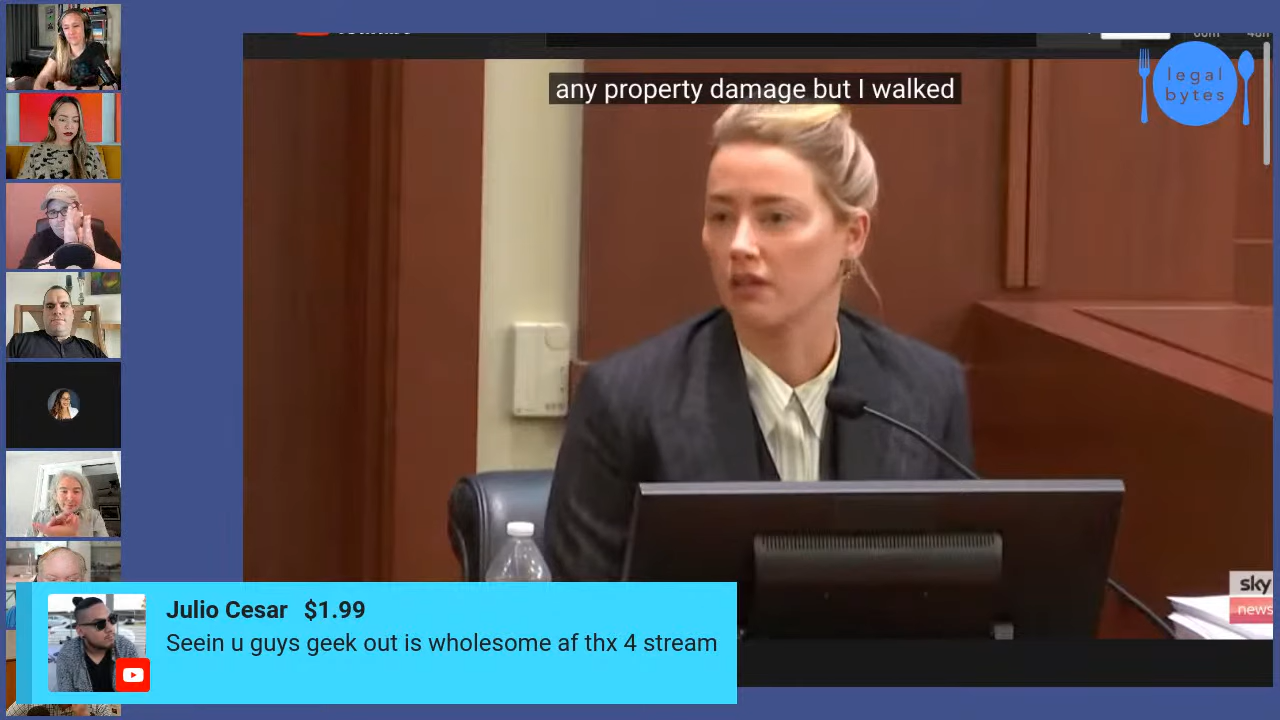 any property damage but I walked
legal
bytes
sky
news
Julio Cesar $1.99
Seein u guys geek out is wholesome af thx 4 stream